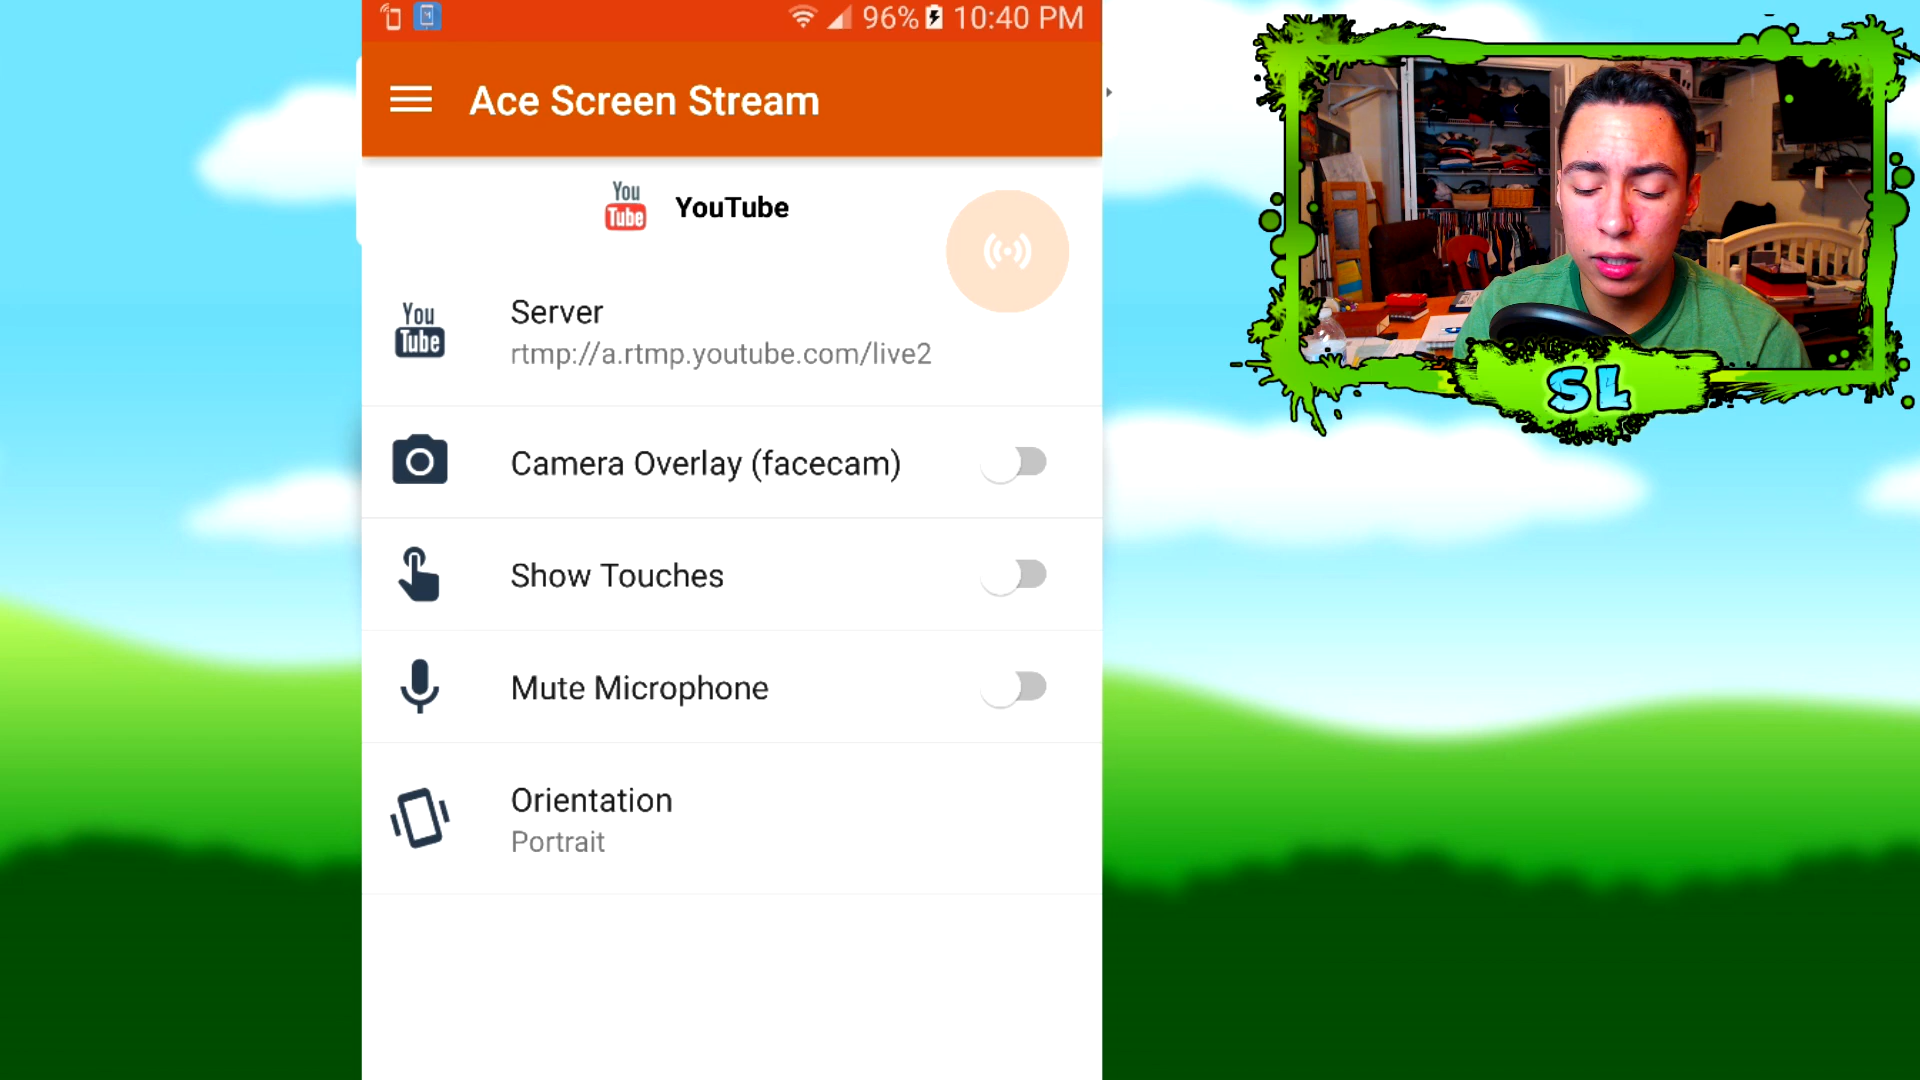 96% 10:40 PM
Ace Screen Stream
You
Tube
YouTube
You
Tube
Server
rtmp://a.rtmp.youtube.com/live2
Camera Overlay (facecam)
Show Touches
Mute Microphone
Orientation
Portrait
SL